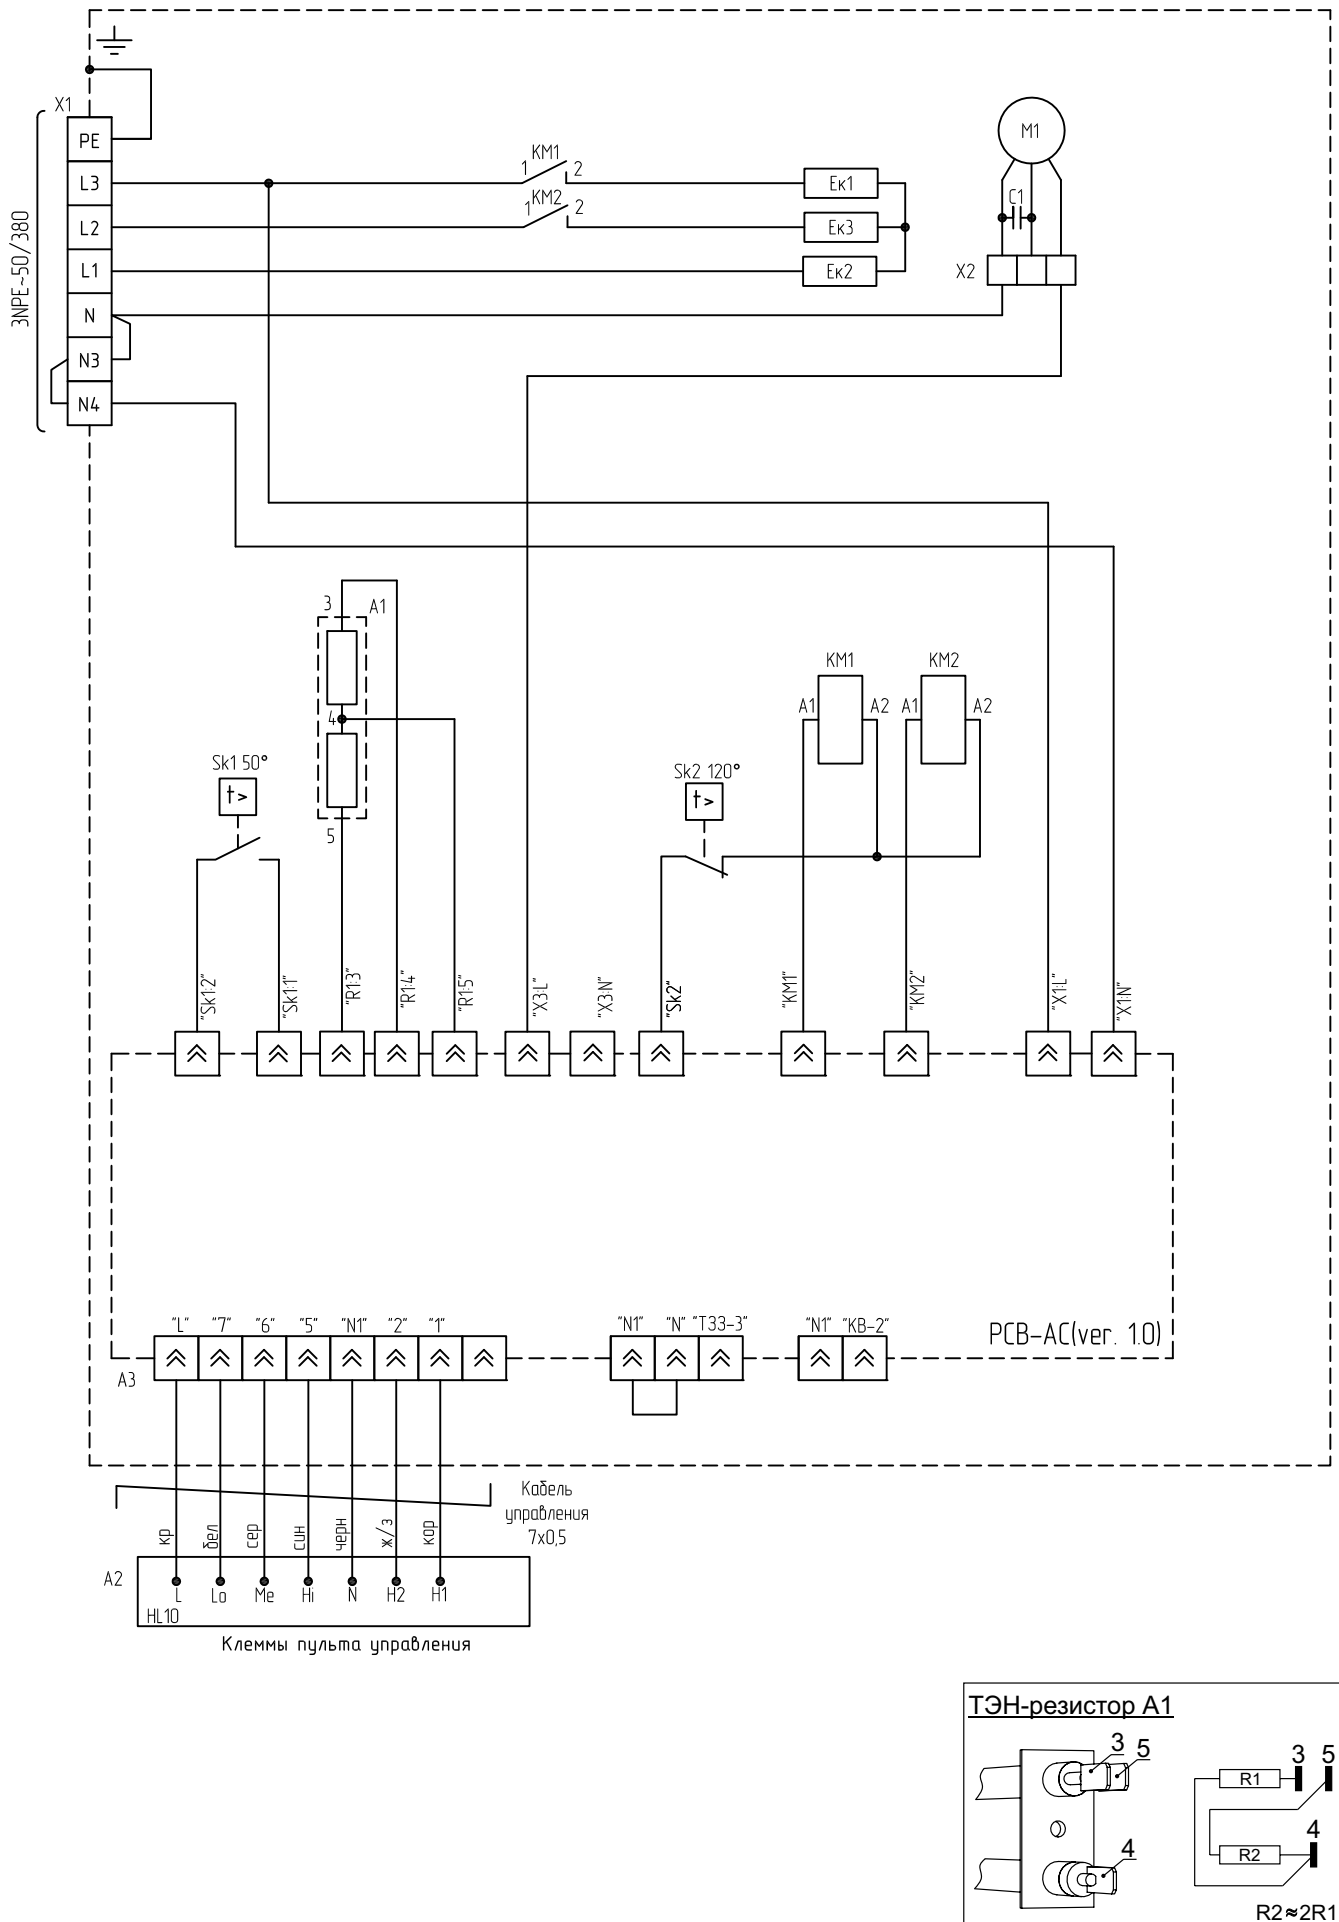 X1
PE
L3
L2
L1
N
N3
N4
3NPE~50/380
KM1
1 2
KM2
1 2
Ек1
Ек3
Ек2
M1
C1
X2
3
A1
4
5
Sk1 50°
t>
Sk2 120°
t>
KM1
A1 A2
KM2
A1 A2
"Sk1:2"
"Sk1:1"
"R1:3"
"R1:4"
"R1:5"
"X3:L"
"X3:N"
"Sk2"
"KM1"
"KM2"
"X1:L"
"X1:N"
"L" "7" "6" "5" "N1" "2" "1"
"N1" "N" "T33-3"
"N1" "KB-2"
PCB-AC(ver. 1.0)
A3
Кабель
управления
7х0,5
кр
бел
сер
син
черн
ж/з
кор
A2
L Lo Me Hi N H2 H1
HL10
Клеммы пульта управления
ТЭН-резистор А1
3 5
4
3 5
R1
4
R2
R2≈2R1